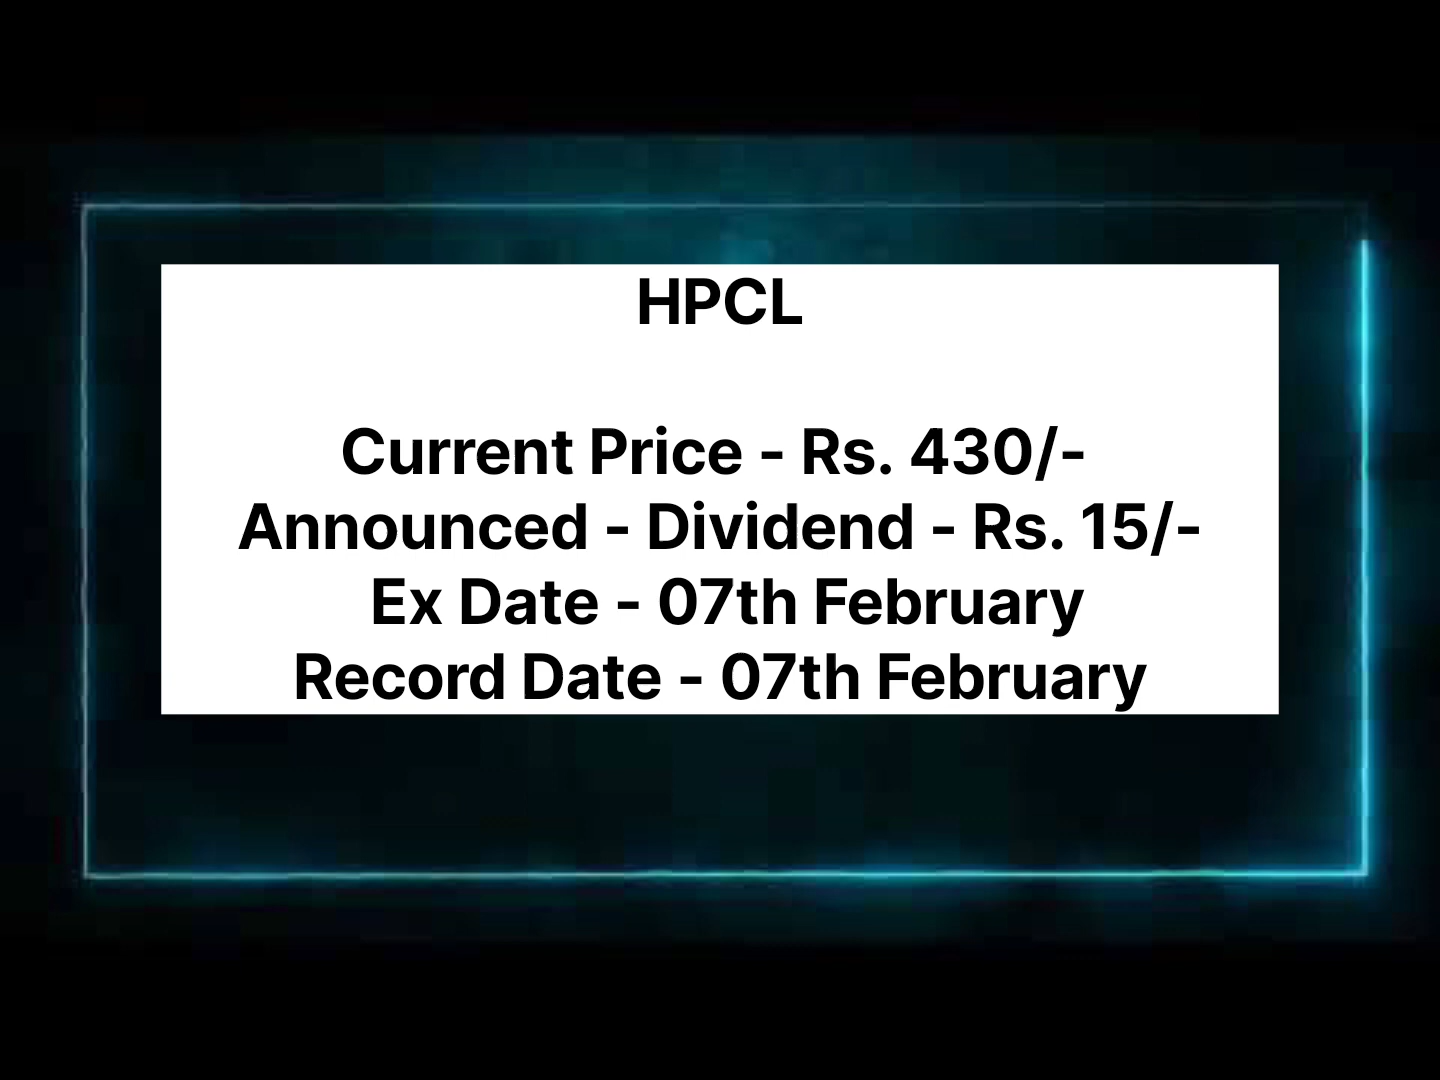 HPCL
Current Price - Rs. 430/-
Announced - Dividend - Rs. 15/-
Ex Date - 07th February
Record Date - 07th February